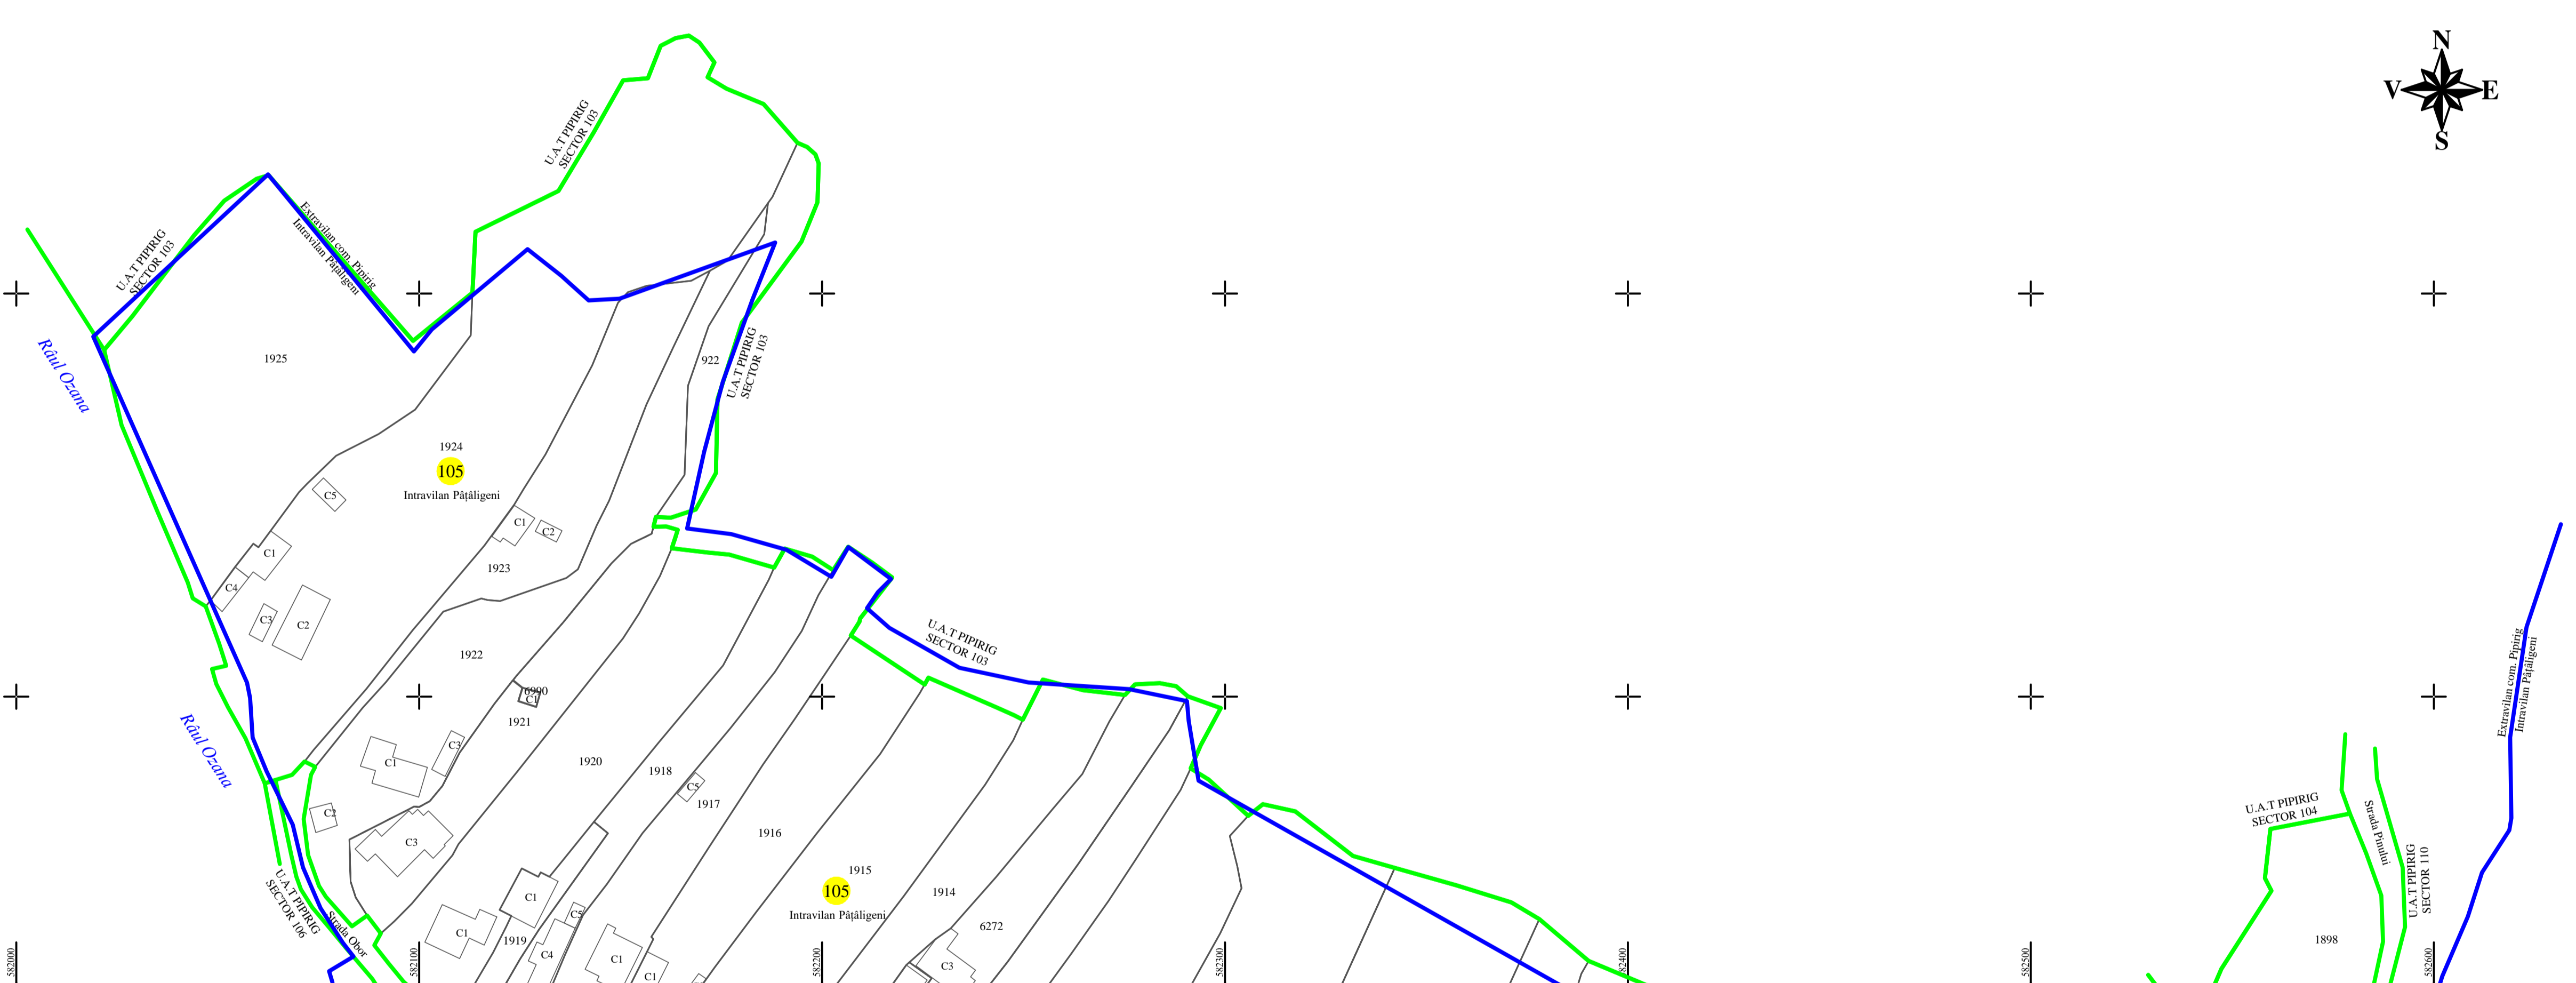 N
V E
S
U.A.T PIPIRIG
SECTOR 103
U.A.T PIPIRIG
SECTOR 103
Extravilan com. Pipirig
Intravilan Pâțâligeni
Râul Ozana
1925
922
U.A.T PIPIRIG
SECTOR 103
1924
105
Intravilan Pâțâligeni
C5
C1
C2
C1
1923
C4
C3
C2
U.A.T PIPIRIG
SECTOR 103
Extravilan com. Pipirig
Intravilan Pâțâligeni
1922
6990
C1
1921
Râul Ozana
C3
C1
1920
1918
C5
1917
C2
1916
C3
U.A.T PIPIRIG
SECTOR 104
Strada Pinului
U.A.T PIPIRIG
SECTOR 110
1915
105
Intravilan Pâțâligeni
1914
C1
U.A.T PIPIRIG
SECTOR 106
Strada Obor
C5
6272
C1
1919
C4
C1
C3
C1
1898
582000
582100
582200
582300
582400
582500
582600